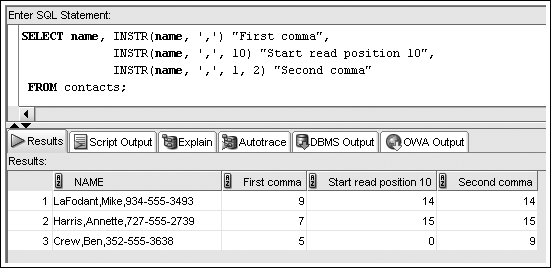 Enter SQL Statement:
SELECT name, INSTR(name, ',') "First comma",
INSTR(name, ',', 10) "Start read position 10",
INSTR(name, ',', 1, 2) "Second comma"
FROM contacts;
Results Script Output Explain Autotrace DBMS Output OWA Output
Results:
NAME First comma Start read position 10 Second comma
1 LaFodant,Mike,934-555-3493 9 14 14
2 Harris,Annette,727-555-2739 7 15 15
3 Crew,Ben,352-555-3638 5 0 9